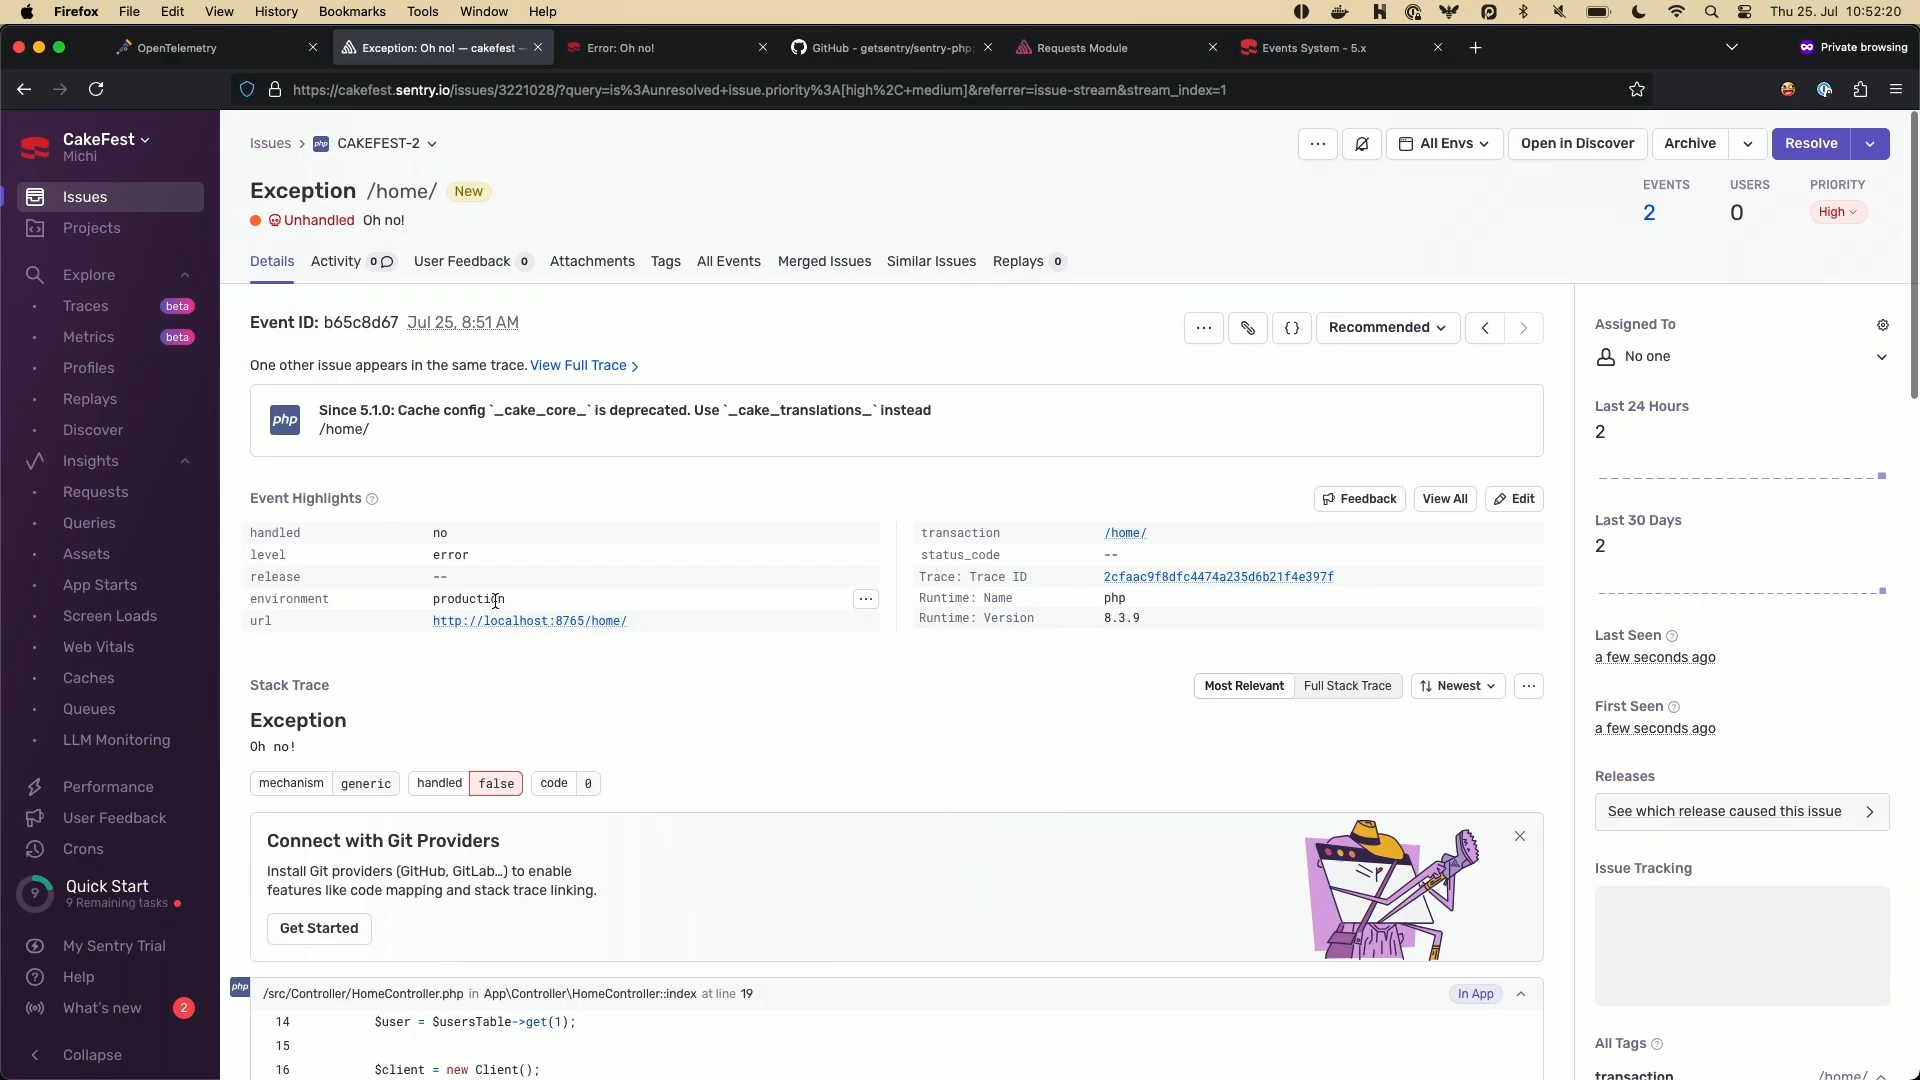 Firefox File Edit View History Bookmarks Tools Window Help Thu 25. Jul 10:52:20
OpenTelemetry Exception: Oh no! — cakefest — Error: Oh no! GitHub - getsentry/sentry-php: Requests Module Events System - 5.x Private browsing
https://cakefest.sentry.io/issues/3221028/?query=is%3Aunresolved+issue.priority%3A[high%2C+medium]&referrer=issue-stream&stream_index=1
CakeFest
Michi
Issues
Projects
Explore
Traces beta
Metrics beta
Profiles
Replays
Discover
Insights
Requests
Queries
Assets
App Starts
Screen Loads
Web Vitals
Caches
Queues
LLM Monitoring
Performance
User Feedback
Crons
9 Quick Start
9 Remaining tasks
My Sentry Trial
Help
What's new 2
Collapse
Issues > php CAKEFEST-2
All Envs Open in Discover Archive Resolve
Exception /home/ New
Unhandled Oh no!
EVENTS USERS PRIORITY
2 0 High
Details Activity 0 User Feedback 0 Attachments Tags All Events Merged Issues Similar Issues Replays 0
Event ID: b65c8d67 Jul 25, 8:51 AM
{} Recommended
One other issue appears in the same trace. View Full Trace >
php Since 5.1.0: Cache config `_cake_core_` is deprecated. Use `_cake_translations_` instead
/home/
Event Highlights Feedback View All Edit
handled no
level error
release --
environment production
url http://localhost:8765/home/
transaction /home/
status_code --
Trace: Trace ID 2cfaac9f8dfc4474a235d6b21f4e397f
Runtime: Name php
Runtime: Version 8.3.9
Stack Trace Most Relevant Full Stack Trace Newest
Exception
Oh no!
mechanism generic handled false code 0
Connect with Git Providers
Install Git providers (GitHub, GitLab…) to enable
features like code mapping and stack trace linking.
Get Started
php /src/Controller/HomeController.php in App\Controller\HomeController::index at line 19 In App
14 $user = $usersTable->get(1);
15
16 $client = new Client();
Assigned To
No one
Last 24 Hours
2
Last 30 Days
2
Last Seen
a few seconds ago
First Seen
a few seconds ago
Releases
See which release caused this issue
Issue Tracking
All Tags
transaction /home/